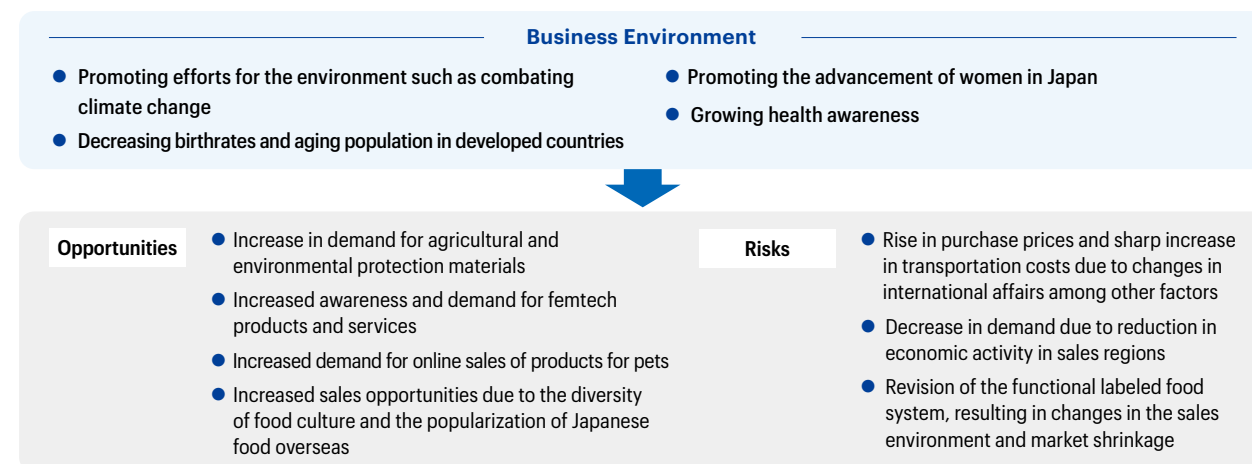 Business Environment
● Promoting efforts for the environment such as combating
climate change
● Decreasing birthrates and aging population in developed countries
● Promoting the advancement of women in Japan
● Growing health awareness
Opportunities
● Increase in demand for agricultural and
environmental protection materials
● Increased awareness and demand for femtech
products and services
● Increased demand for online sales of products for pets
● Increased sales opportunities due to the diversity
of food culture and the popularization of Japanese
food overseas
Risks
● Rise in purchase prices and sharp increase
in transportation costs due to changes in
international affairs among other factors
● Decrease in demand due to reduction in
economic activity in sales regions
● Revision of the functional labeled food
system, resulting in changes in the sales
environment and market shrinkage